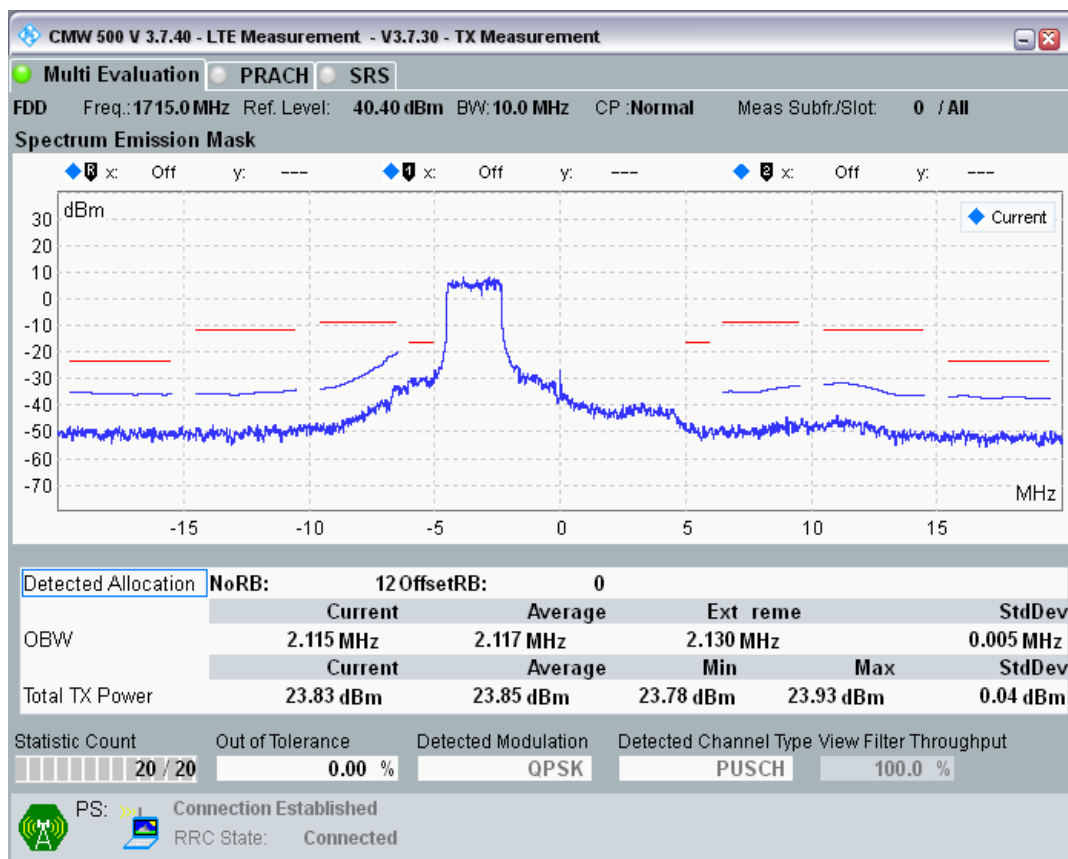 CMW 500 V 3.7.40 - LTE Measurement - V3.7.30 - TX Measurement
Multi Evaluation PRACH SRS
FDD Freq.: 1715.0 MHz Ref. Level: 40.40 dBm BW: 10.0 MHz CP :Normal Meas Subfr./Slot: 0 / All
Spectrum Emission Mask
R x: Off y: --- 1 x: Off y: --- 2 x: Off y: ---
dBm
Current
30
20
10
0
-10
-20
-30
-40
-50
-60
-70
MHz
-15 -10 -5 0 5 10 15
Detected Allocation NoRB: 12 OffsetRB: 0
Current Average Ext reme StdDev
OBW 2.115 MHz 2.117 MHz 2.130 MHz 0.005 MHz
Current Average Min Max StdDev
Total TX Power 23.83 dBm 23.85 dBm 23.78 dBm 23.93 dBm 0.04 dBm
Statistic Count Out of Tolerance Detected Modulation Detected Channel Type View Filter Throughput
20 / 20 0.00 % QPSK PUSCH 100.0 %
PS: Connection Established
RRC State: Connected